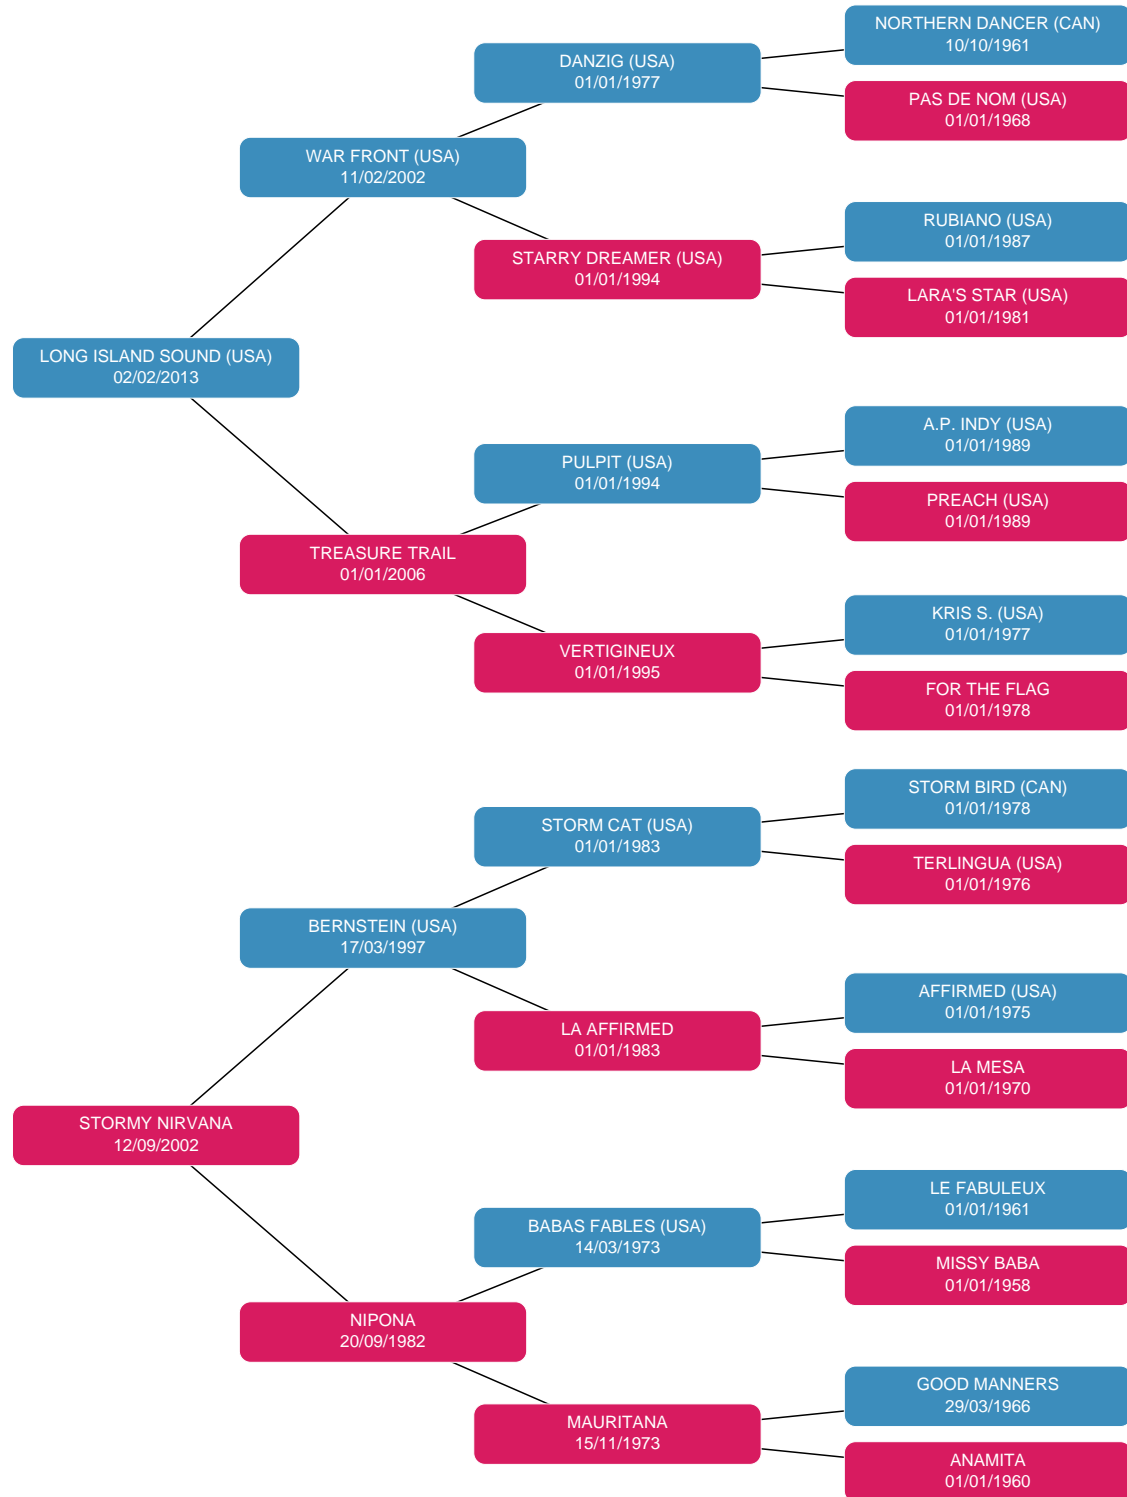 NORTHERN DANCER (CAN)
10/10/1961
DANZIG (USA)
01/01/1977
PAS DE NOM (USA)
01/01/1968
WAR FRONT (USA)
11/02/2002
RUBIANO (USA)
01/01/1987
STARRY DREAMER (USA)
01/01/1994
LARA'S STAR (USA)
01/01/1981
LONG ISLAND SOUND (USA)
02/02/2013
A.P. INDY (USA)
01/01/1989
PULPIT (USA)
01/01/1994
PREACH (USA)
01/01/1989
TREASURE TRAIL
01/01/2006
KRIS S. (USA)
01/01/1977
VERTIGINEUX
01/01/1995
FOR THE FLAG
01/01/1978
STORM BIRD (CAN)
01/01/1978
STORM CAT (USA)
01/01/1983
TERLINGUA (USA)
01/01/1976
BERNSTEIN (USA)
17/03/1997
AFFIRMED (USA)
01/01/1975
LA AFFIRMED
01/01/1983
LA MESA
01/01/1970
STORMY NIRVANA
12/09/2002
LE FABULEUX
01/01/1961
BABAS FABLES (USA)
14/03/1973
MISSY BABA
01/01/1958
NIPONA
20/09/1982
GOOD MANNERS
29/03/1966
MAURITANA
15/11/1973
ANAMITA
01/01/1960